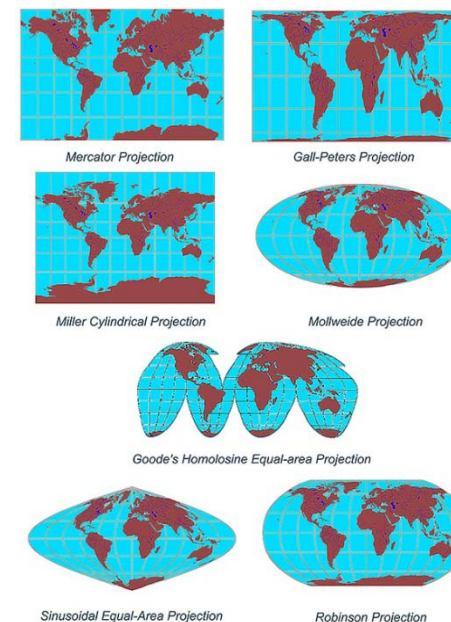 Mercator Projection
Gall-Peters Projection
Miller Cylindrical Projection
Mollweide Projection
Goode's Homolosine Equal-area Projection
Sinusoidal Equal-Area Projection
Robinson Projection